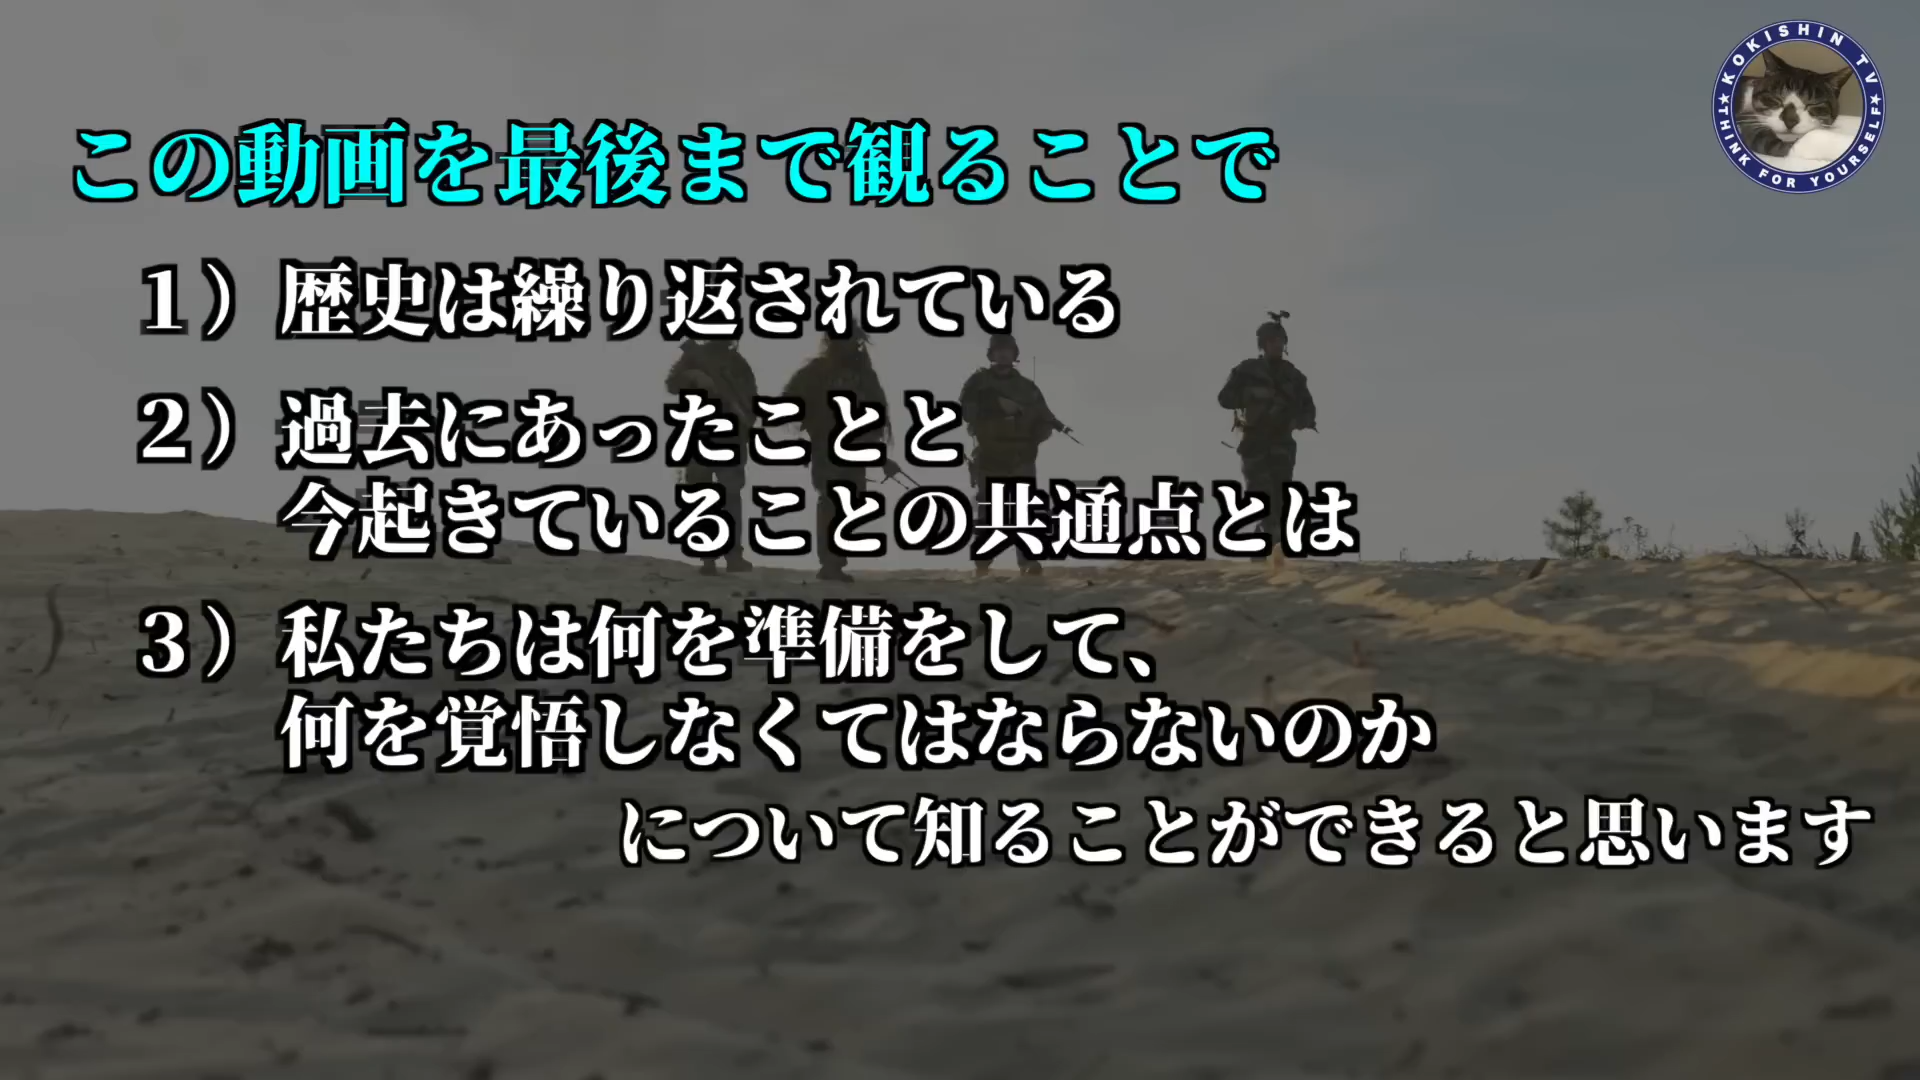 KOKISHIN TV
★THINK FOR YOURSELF★
この動画を最後まで観ることで
1）歴史は繰り返されている
2）過去にあったことと
今起きていることの共通点とは
3）私たちは何を準備をして、
何を覚悟しなくてはならないのか
について知ることができると思います